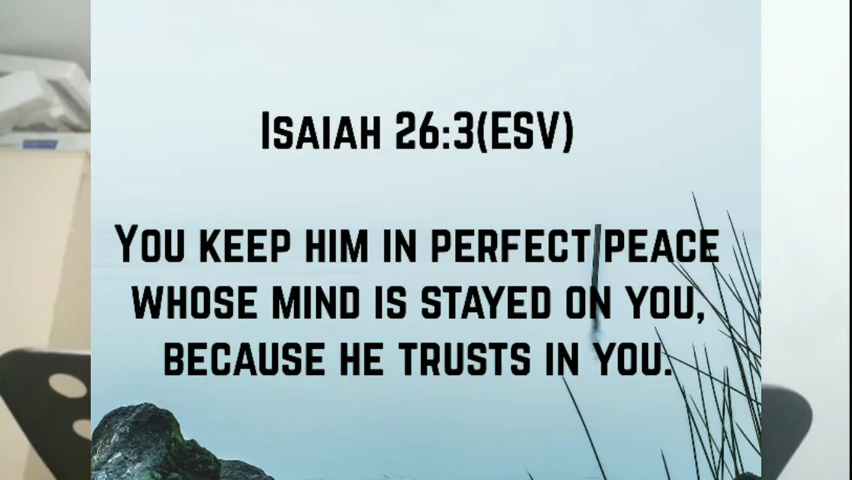 Isaiah 26:3(ESV)
You keep him in perfect peace
whose mind is stayed on you,
because he trusts in you.